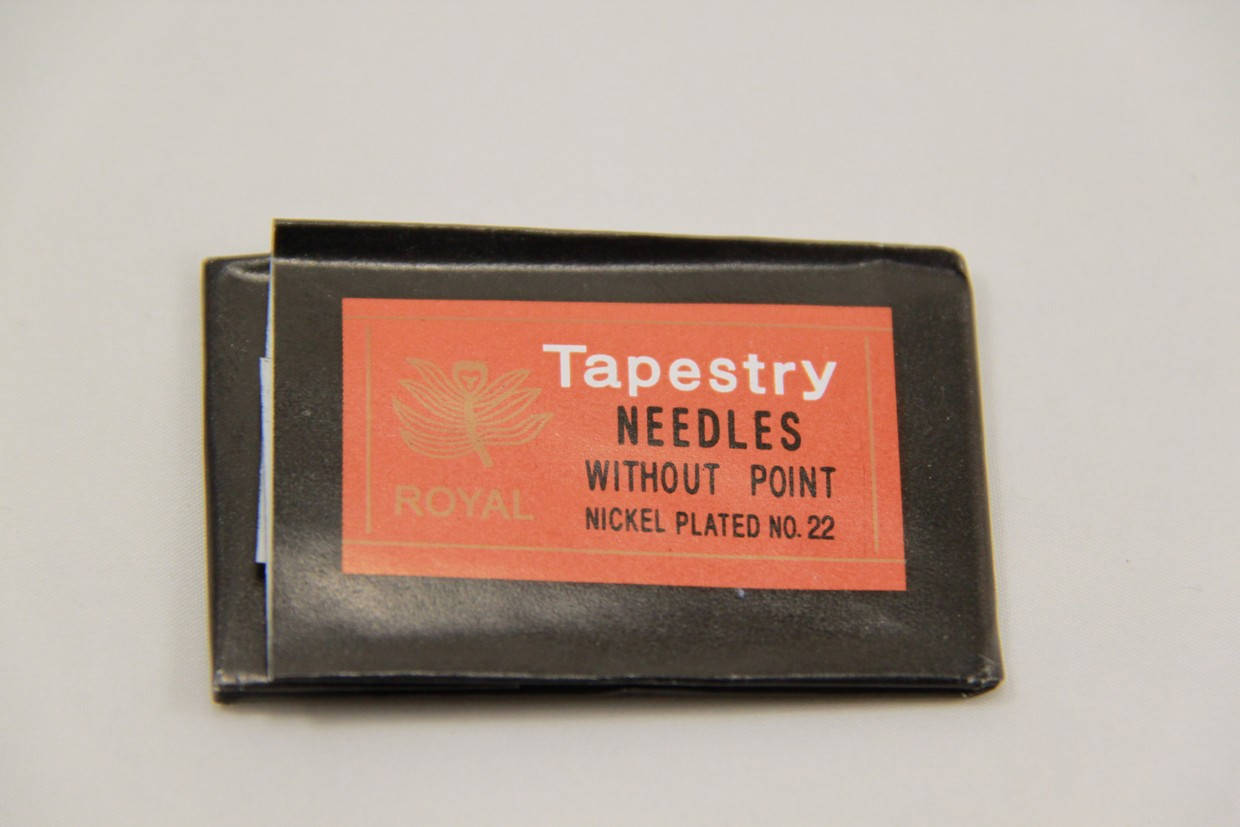 Tapestry
NEEDLES
WITHOUT POINT
NICKEL PLATED NO. 22
ROYAL